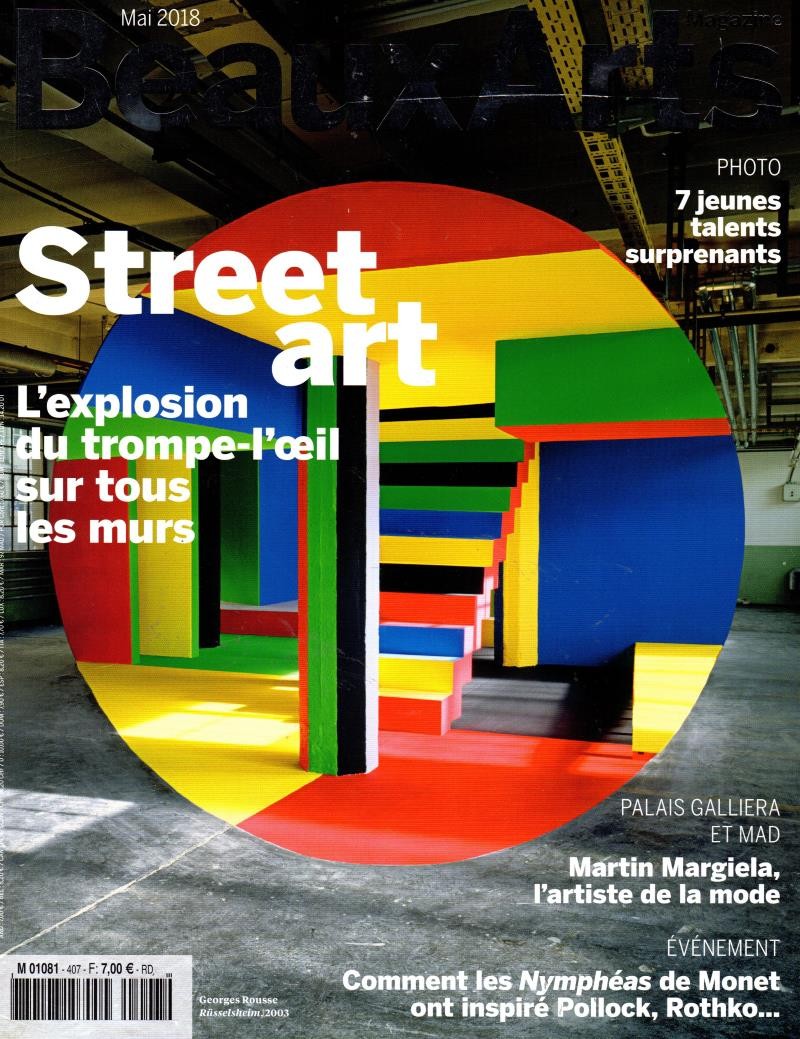 Mai 2018
Magazine
Beaux Arts
PHOTO
7 jeunes
talents
surprenants
Street
art
L'explosion
du trompe-l'œil
sur tous
les murs
PALAIS GALLIERA
ET MAD
Martin Margiela,
l'artiste de la mode
ÉVÉNEMENT
Comment les Nymphéas de Monet
ont inspiré Pollock, Rothko...
M 01081 - 407 - F: 7,00 € - RD
Georges Rousse
Rüsselsheim, 2003